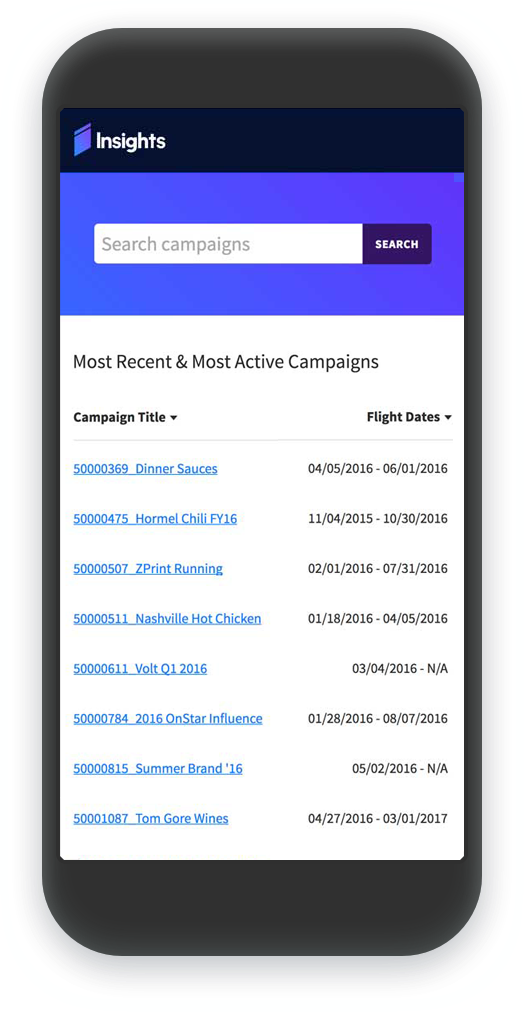 Insights
Search campaigns SEARCH
Most Recent & Most Active Campaigns
Campaign Title Flight Dates
50000369_Dinner Sauces 04/05/2016 - 06/01/2016
50000475_Hormel Chili FY16 11/04/2015 - 10/30/2016
50000507_ZPrint Running 02/01/2016 - 07/31/2016
50000511_Nashville Hot Chicken 01/18/2016 - 04/05/2016
50000611_Volt Q1 2016 03/04/2016 - N/A
50000784_2016 OnStar Influence 01/28/2016 - 08/07/2016
50000815_Summer Brand '16 05/02/2016 - N/A
50001087_Tom Gore Wines 04/27/2016 - 03/01/2017